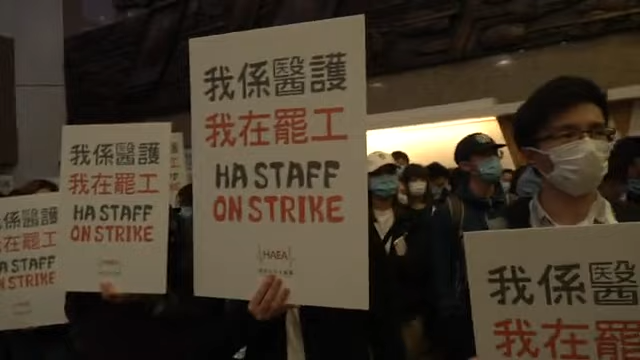 我係醫護
我在罷工
HA STAFF
ON STRIKE
我係醫護
我在罷工
HA STAFF
ON STRIKE
{HAEA}
係醫護
在罷工
HA STAFF
ON STRIKE
我係醫
我在罷